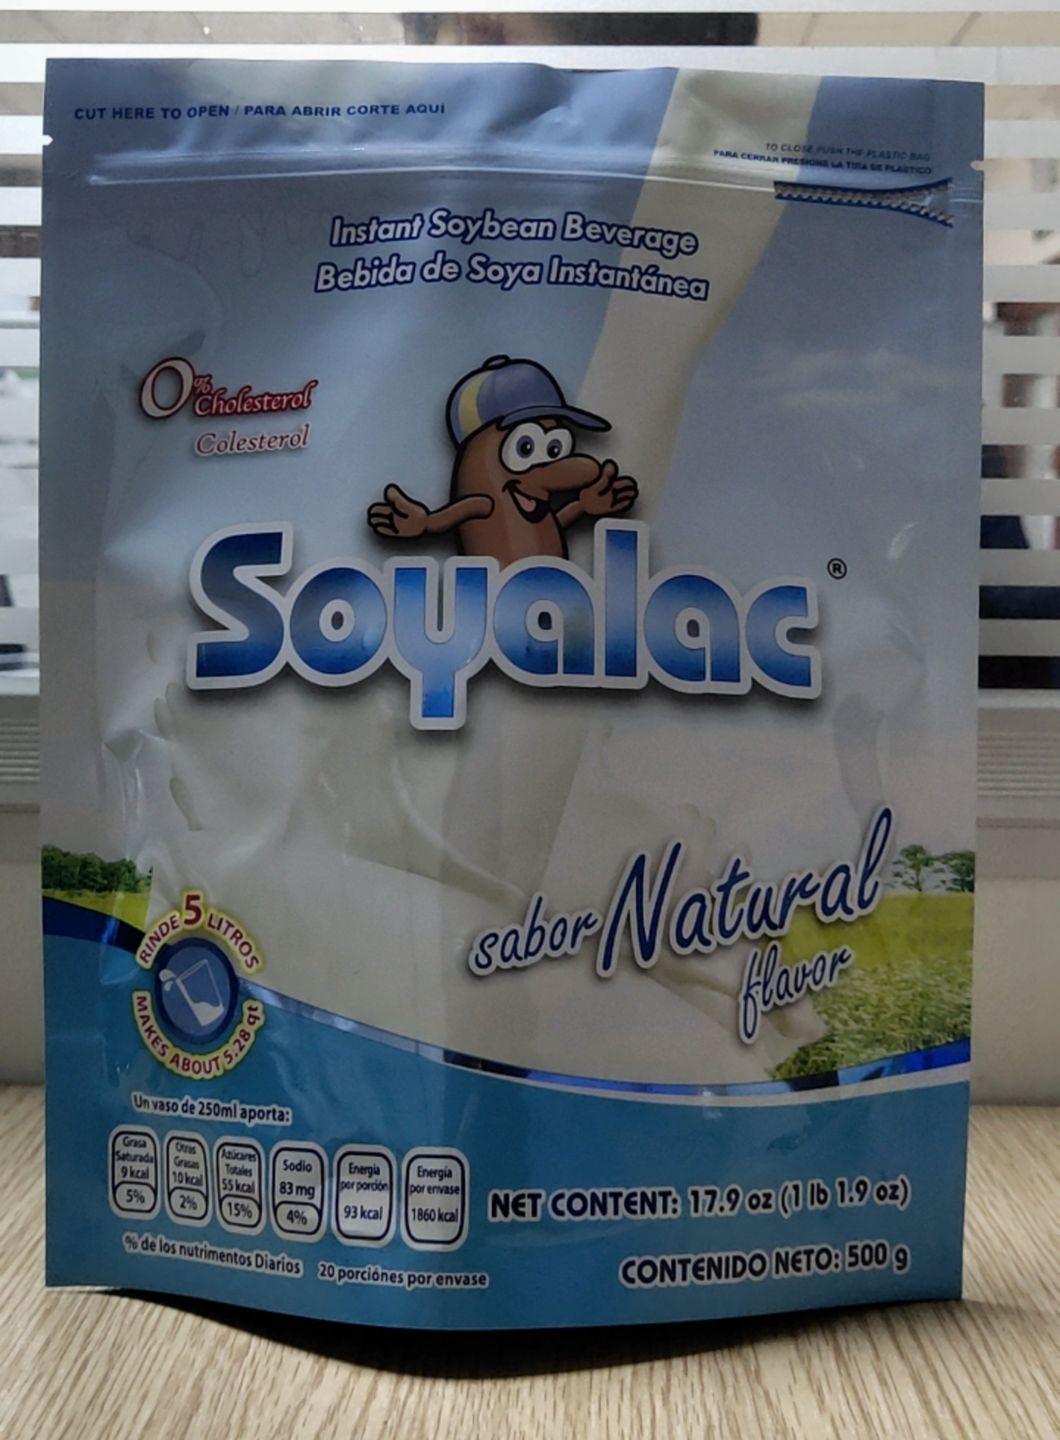 CUT HERE TO OPEN / PARA ABRIR CORTE AQUÍ
TO CLOSE PUSH THE PLASTIC BAG
PARA CERRAR PRESIONE LA TIRA DE PLASTICO
Instant Soybean Beverage
Bebida de Soya Instantánea
0% Cholesterol
Colesterol
Soyalac ®
sabor Natural
flavor
RINDE 5 LITROS
MAKES ABOUT 5.28 qt
Un vaso de 250ml aporta:
Grasa Saturada 9 kcal 5%
Otras Grasas 10 kcal 2%
Azúcares Totales 55 kcal 15%
Sodio 83 mg 4%
Energía por porción 93 kcal
Energía por envase 1860 kcal
% de los nutrimentos Diarios
20 porciónes por envase
NET CONTENT: 17.9 oz (1 lb 1.9 oz)
CONTENIDO NETO: 500 g